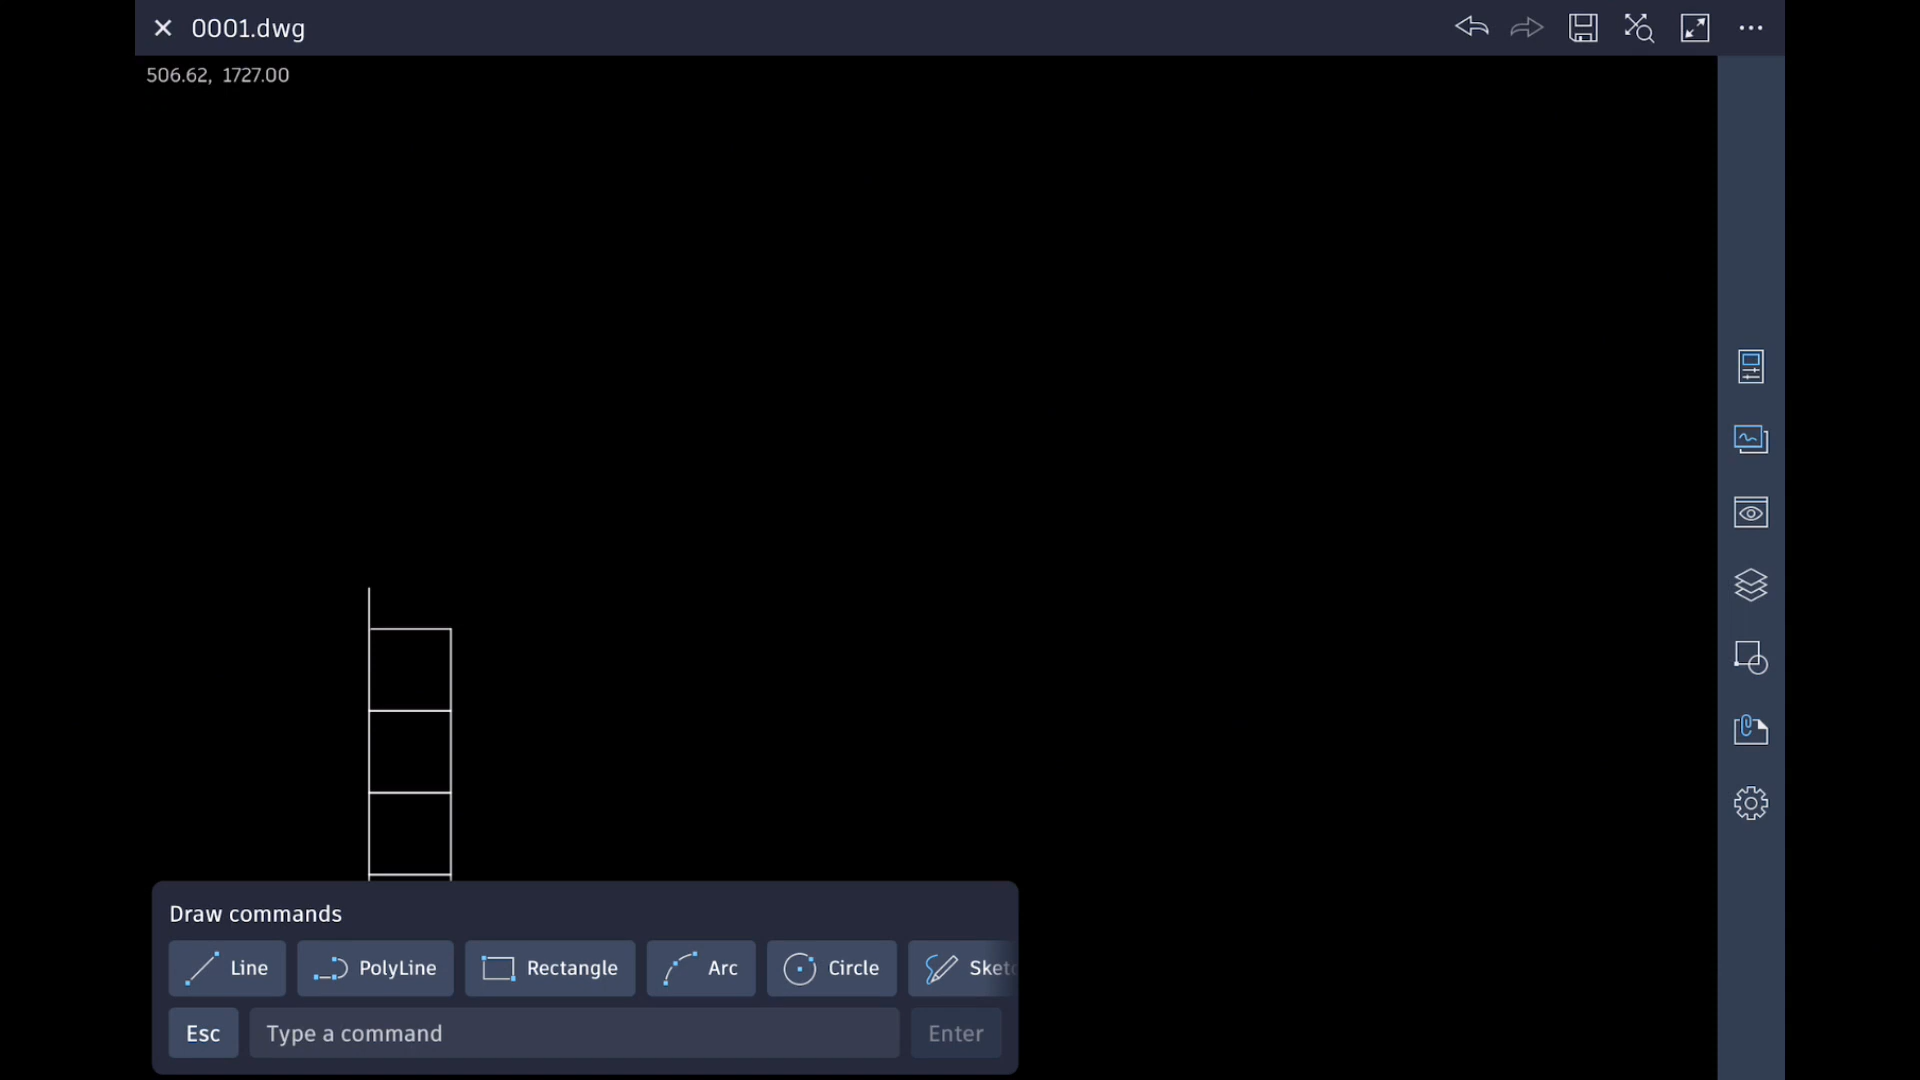 0001.dwg
506.62, 1727.00
Draw commands
Line PolyLine Rectangle Arc Circle
Esc Type a command Enter